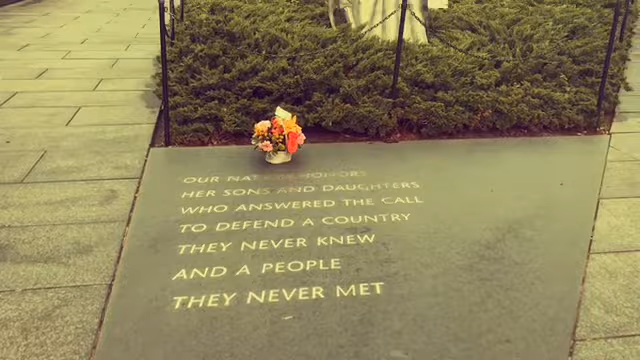 OUR NATION HONORS
HER SONS AND DAUGHTERS
WHO ANSWERED THE CALL
TO DEFEND A COUNTRY
THEY NEVER KNEW
AND A PEOPLE
THEY NEVER MET